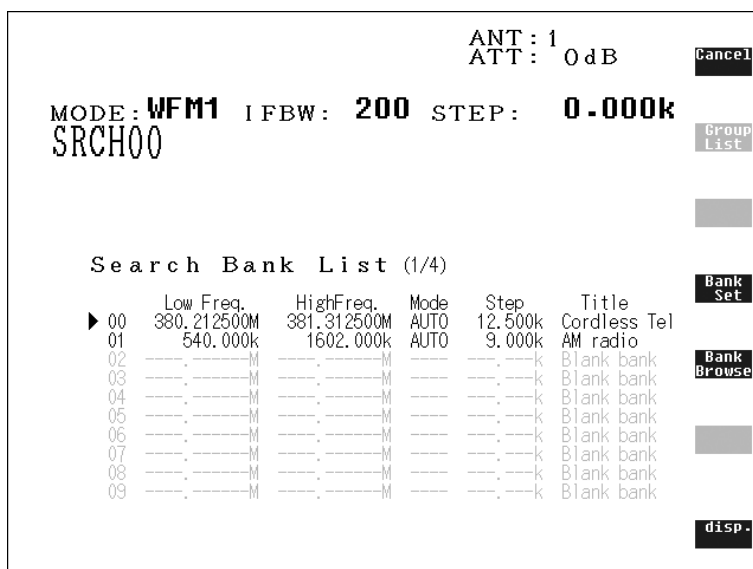 ANT:1
ATT: 0dB
Cancel
MODE:WFM1 IFBW: 200 STEP: 0.000k
SRCH00
Group
List
Search Bank List (1/4)
Bank
Set
Low Freq. HighFreq. Mode Step Title
▶ 00 380.212500M 381.312500M AUTO 12.500k Cordless Tel
01 540.000k 1602.000k AUTO 9.000k AM radio
02 ----.------M ----.------M ---- ---.---k Blank bank
03 ----.------M ----.------M ---- ---.---k Blank bank
04 ----.------M ----.------M ---- ---.---k Blank bank
05 ----.------M ----.------M ---- ---.---k Blank bank
06 ----.------M ----.------M ---- ---.---k Blank bank
07 ----.------M ----.------M ---- ---.---k Blank bank
08 ----.------M ----.------M ---- ---.---k Blank bank
09 ----.------M ----.------M ---- ---.---k Blank bank
Bank
Browse
disp.